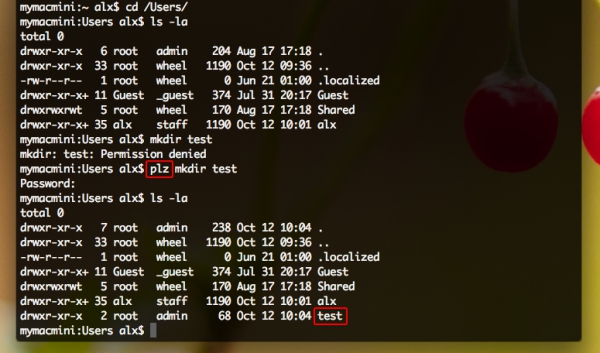 mymacmini:~ alx$ cd /Users/
mymacmini:Users alx$ ls -la
total 0
drwxr-xr-x   6 root   admin   204 Aug 17 17:18 .
drwxr-xr-x  33 root   wheel  1190 Oct 12 09:36 ..
-rw-r--r--   1 root   wheel     0 Jun 21 01:00 .localized
drwxr-xr-x+ 11 Guest  _guest  374 Jul 31 20:17 Guest
drwxrwxrwt   5 root   wheel   170 Aug 17 17:18 Shared
drwxr-xr-x+ 35 alx    staff  1190 Oct 12 10:01 alx
mymacmini:Users alx$ mkdir test
mkdir: test: Permission denied
mymacmini:Users alx$ plz mkdir test
Password:
mymacmini:Users alx$ ls -la
total 0
drwxr-xr-x   7 root   admin   238 Oct 12 10:04 .
drwxr-xr-x  33 root   wheel  1190 Oct 12 09:36 ..
-rw-r--r--   1 root   wheel     0 Jun 21 01:00 .localized
drwxr-xr-x+ 11 Guest  _guest  374 Jul 31 20:17 Guest
drwxrwxrwt   5 root   wheel   170 Aug 17 17:18 Shared
drwxr-xr-x+ 35 alx    staff  1190 Oct 12 10:01 alx
drwxr-xr-x   2 root   admin    68 Oct 12 10:04 test
mymacmini:Users alx$